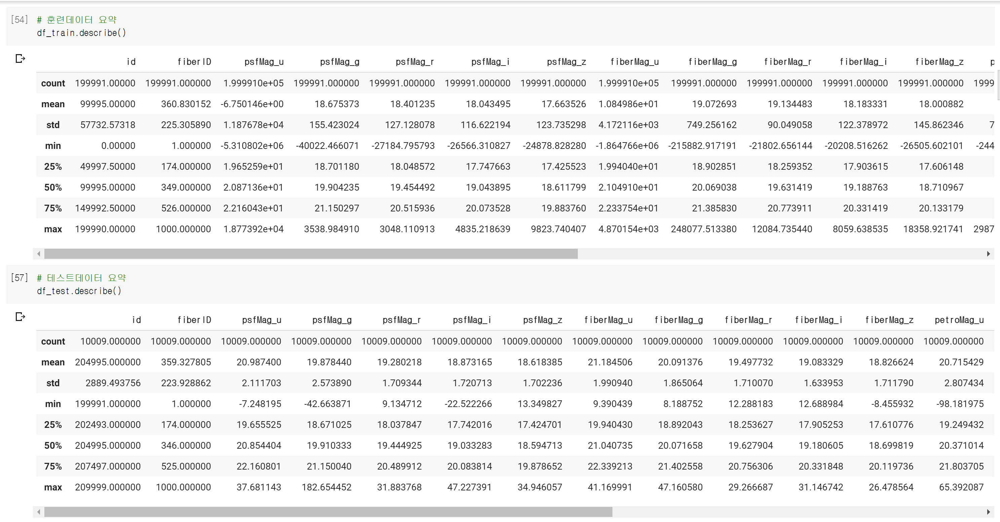 [54] # 훈련데이터 요약
df_train.describe()
id fiberID psfMag_u psfMag_g psfMag_r psfMag_i psfMag_z fiberMag_u fiberMag_g fiberMag_r fiberMag_i fiberMag_z p
count 199991.00000 199991.000000 1.999910e+05 199991.000000 199991.000000 199991.000000 199991.000000 1.999910e+05 199991.000000 199991.000000 199991.000000 199991.000000 1999
mean 99995.00000 360.830152 -6.750146e+00 18.675373 18.401235 18.043495 17.663526 1.084986e+01 19.072693 19.134483 18.183331 18.000882
std 57732.57318 225.305890 1.187678e+04 155.423024 127.128078 116.622194 123.735298 4.172116e+03 749.256162 90.049058 122.378972 145.862346 7
min 0.00000 1.000000 -5.310802e+06 -40022.466071 -27184.795793 -26566.310827 -24878.828280 -1.864766e+06 -215882.917191 -21802.656144 -20208.516262 -26505.602101 -244
25% 49997.50000 174.000000 1.965259e+01 18.701180 18.048572 17.747663 17.425523 1.994040e+01 18.902851 18.259352 17.903615 17.606148
50% 99995.00000 349.000000 2.087136e+01 19.904235 19.454492 19.043895 18.611799 2.104910e+01 20.069038 19.631419 19.188763 18.710967
75% 149992.50000 526.000000 2.216043e+01 21.150297 20.515936 20.073528 19.883760 2.233754e+01 21.385830 20.773911 20.331419 20.133179
max 199990.00000 1000.000000 1.877392e+04 3538.984910 3048.110913 4835.218639 9823.740407 4.870154e+03 248077.513380 12084.735440 8059.638535 18358.921741 2987
[57] # 테스트데이터 요약
df_test.describe()
id fiberID psfMag_u psfMag_g psfMag_r psfMag_i psfMag_z fiberMag_u fiberMag_g fiberMag_r fiberMag_i fiberMag_z petroMag_u
count 10009.000000 10009.000000 10009.000000 10009.000000 10009.000000 10009.000000 10009.000000 10009.000000 10009.000000 10009.000000 10009.000000 10009.000000 10009.000000
mean 204995.000000 359.327805 20.987400 19.878440 19.280218 18.873165 18.618385 21.184506 20.091376 19.497732 19.083329 18.826624 20.715429
std 2889.493756 223.928862 2.111703 2.573890 1.709344 1.720713 1.702236 1.990940 1.865064 1.710070 1.633953 1.711790 2.807434
min 199991.000000 1.000000 -7.248195 -42.663871 9.134712 -22.522266 13.349827 9.390439 8.188752 12.288183 12.688984 -8.455932 -98.181975
25% 202493.000000 174.000000 19.655525 18.671025 18.037847 17.742016 17.424701 19.940430 18.892043 18.253627 17.905253 17.610776 19.249432
50% 204995.000000 346.000000 20.854404 19.910333 19.444925 19.033283 18.594713 21.040735 20.071658 19.627904 19.180605 18.699819 20.371014
75% 207497.000000 525.000000 22.160801 21.150040 20.489912 20.083814 19.878652 22.339213 21.402558 20.756306 20.331848 20.119736 21.803705
max 209999.000000 1000.000000 37.681143 182.654452 31.883768 47.227391 34.946057 41.169991 47.160580 29.266687 31.146742 26.478564 65.392087